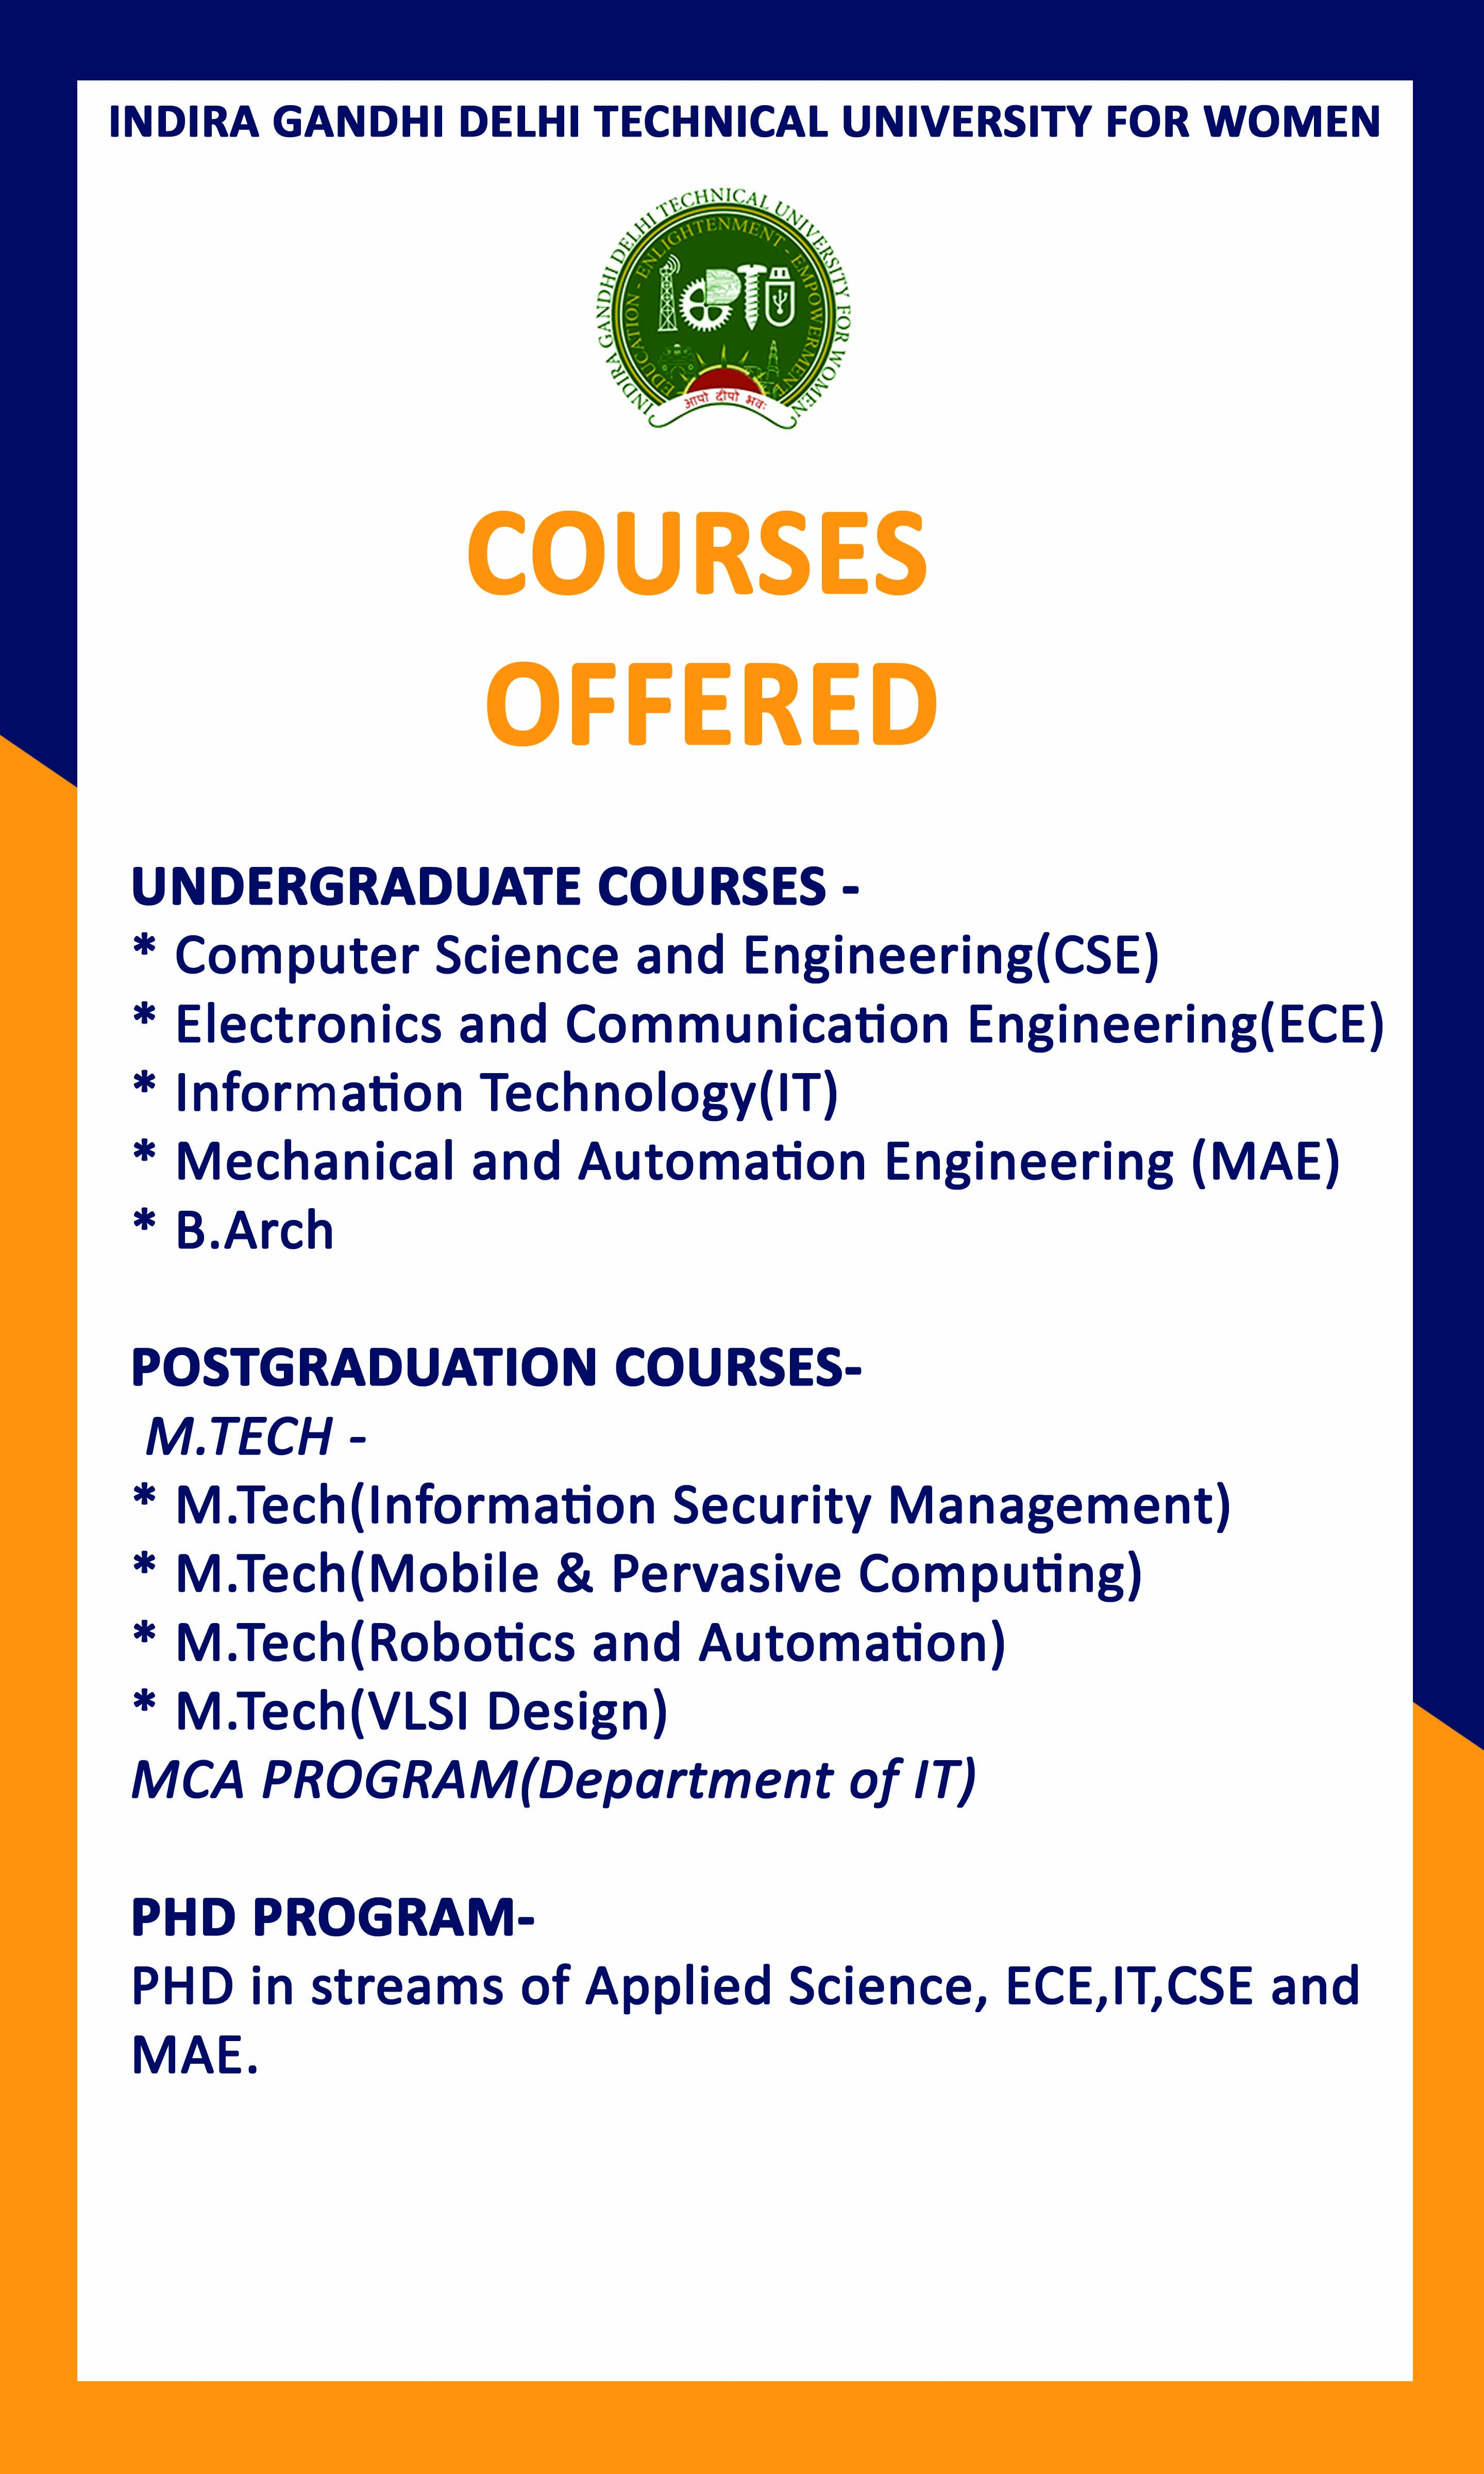 INDIRA GANDHI DELHI TECHNICAL UNIVERSITY FOR WOMEN
INDIRA GANDHI DELHI TECHNICAL UNIVERSITY FOR WOMEN
EDUCATION - ENLIGHTENMENT - EMPOWERMENT
IGDTU
आपो दीपो भवः
COURSES
OFFERED
UNDERGRADUATE COURSES -
* Computer Science and Engineering(CSE)
* Electronics and Communication Engineering(ECE)
* Information Technology(IT)
* Mechanical and Automation Engineering (MAE)
* B.Arch
POSTGRADUATION COURSES-
M.TECH -
* M.Tech(Information Security Management)
* M.Tech(Mobile & Pervasive Computing)
* M.Tech(Robotics and Automation)
* M.Tech(VLSI Design)
MCA PROGRAM(Department of IT)
PHD PROGRAM-
PHD in streams of Applied Science, ECE,IT,CSE and
MAE.